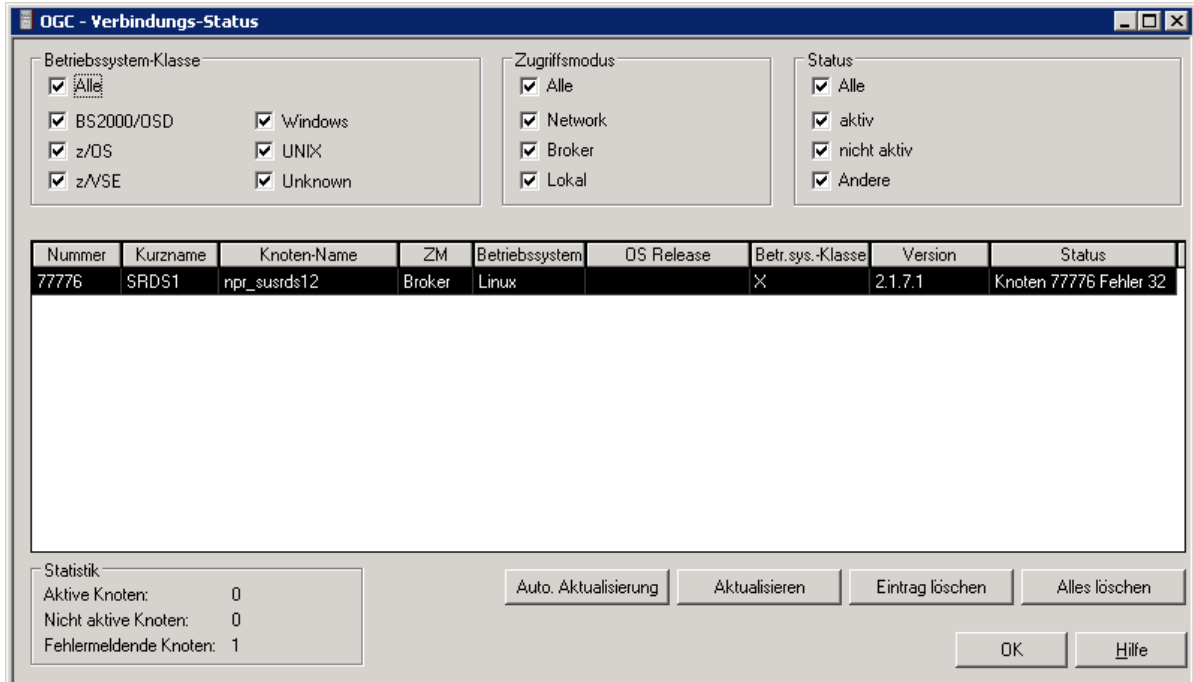 OGC - Verbindungs-Status
Betriebssystem-Klasse
Alle
BS2000/OSD
Windows
z/OS
UNIX
z/VSE
Unknown
Zugriffsmodus
Alle
Network
Broker
Lokal
Status
Alle
aktiv
nicht aktiv
Andere
Nummer Kurzname Knoten-Name ZM Betriebssystem OS Release Betr.sys.-Klasse Version Status
77776 SRDS1 npr_susrds12 Broker Linux X 2.1.7.1 Knoten 77776 Fehler 32
Statistik
Aktive Knoten: 0
Nicht aktive Knoten: 0
Fehlermeldende Knoten: 1
Auto. Aktualisierung Aktualisieren Eintrag löschen Alles löschen
OK Hilfe